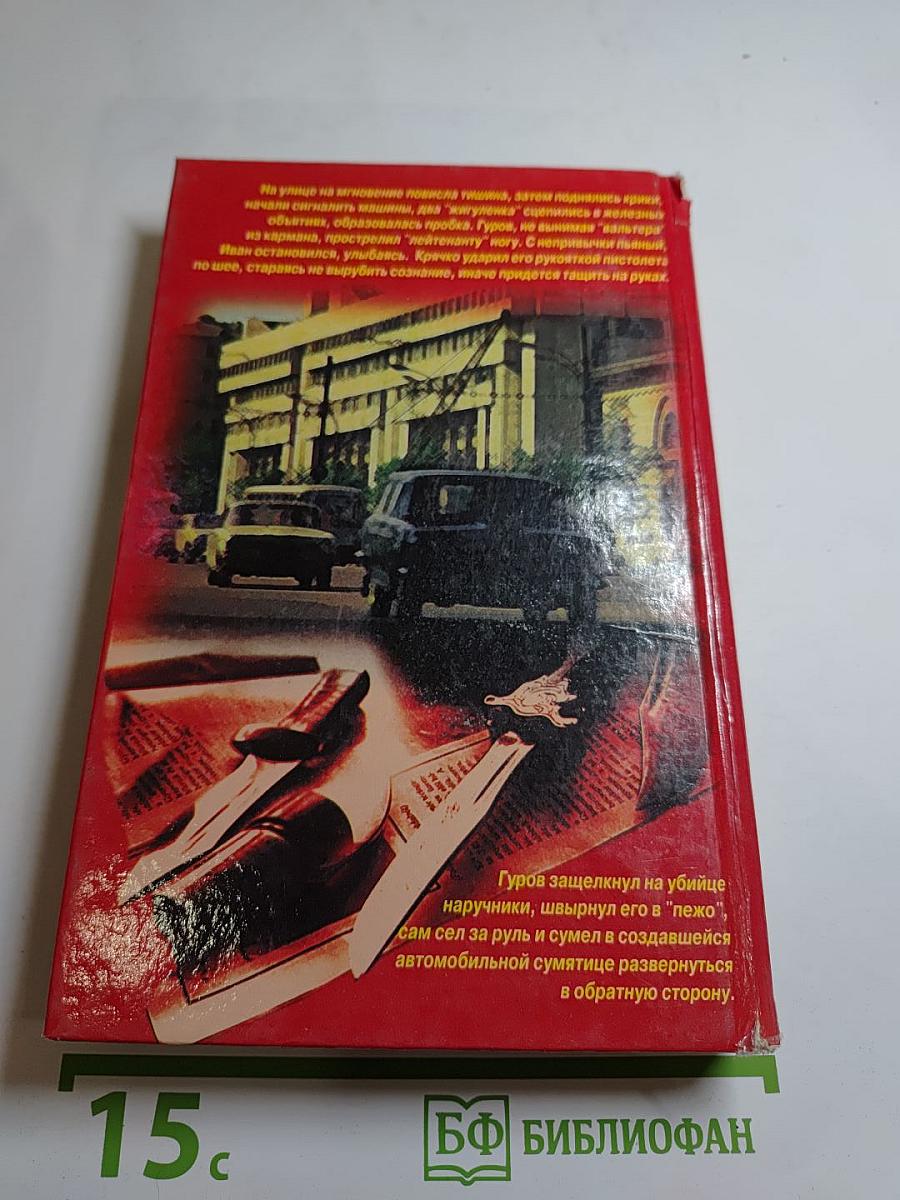 На улице на мгновение повисла тишина, затем поднялись крики,
начали сигналить машины, два "жигуленка" сцепились в железных
объятиях, образовалась пробка. Гуров, не вынимая "вальтера"
из кармана, прострелил "лейтенанту" ногу. С непривычки пьяный,
Иван остановился, улыбаясь. Крячко ударил его рукояткой пистолета
по шее, стараясь не вырубить сознание, иначе придется тащить на руках.
Гуров защелкнул на убийце
наручники, швырнул его в "пежо",
сам сел за руль и сумел в создавшейся
автомобильной сумятице развернуться
в обратную сторону.
15 с
БФ БИБЛИОФАН